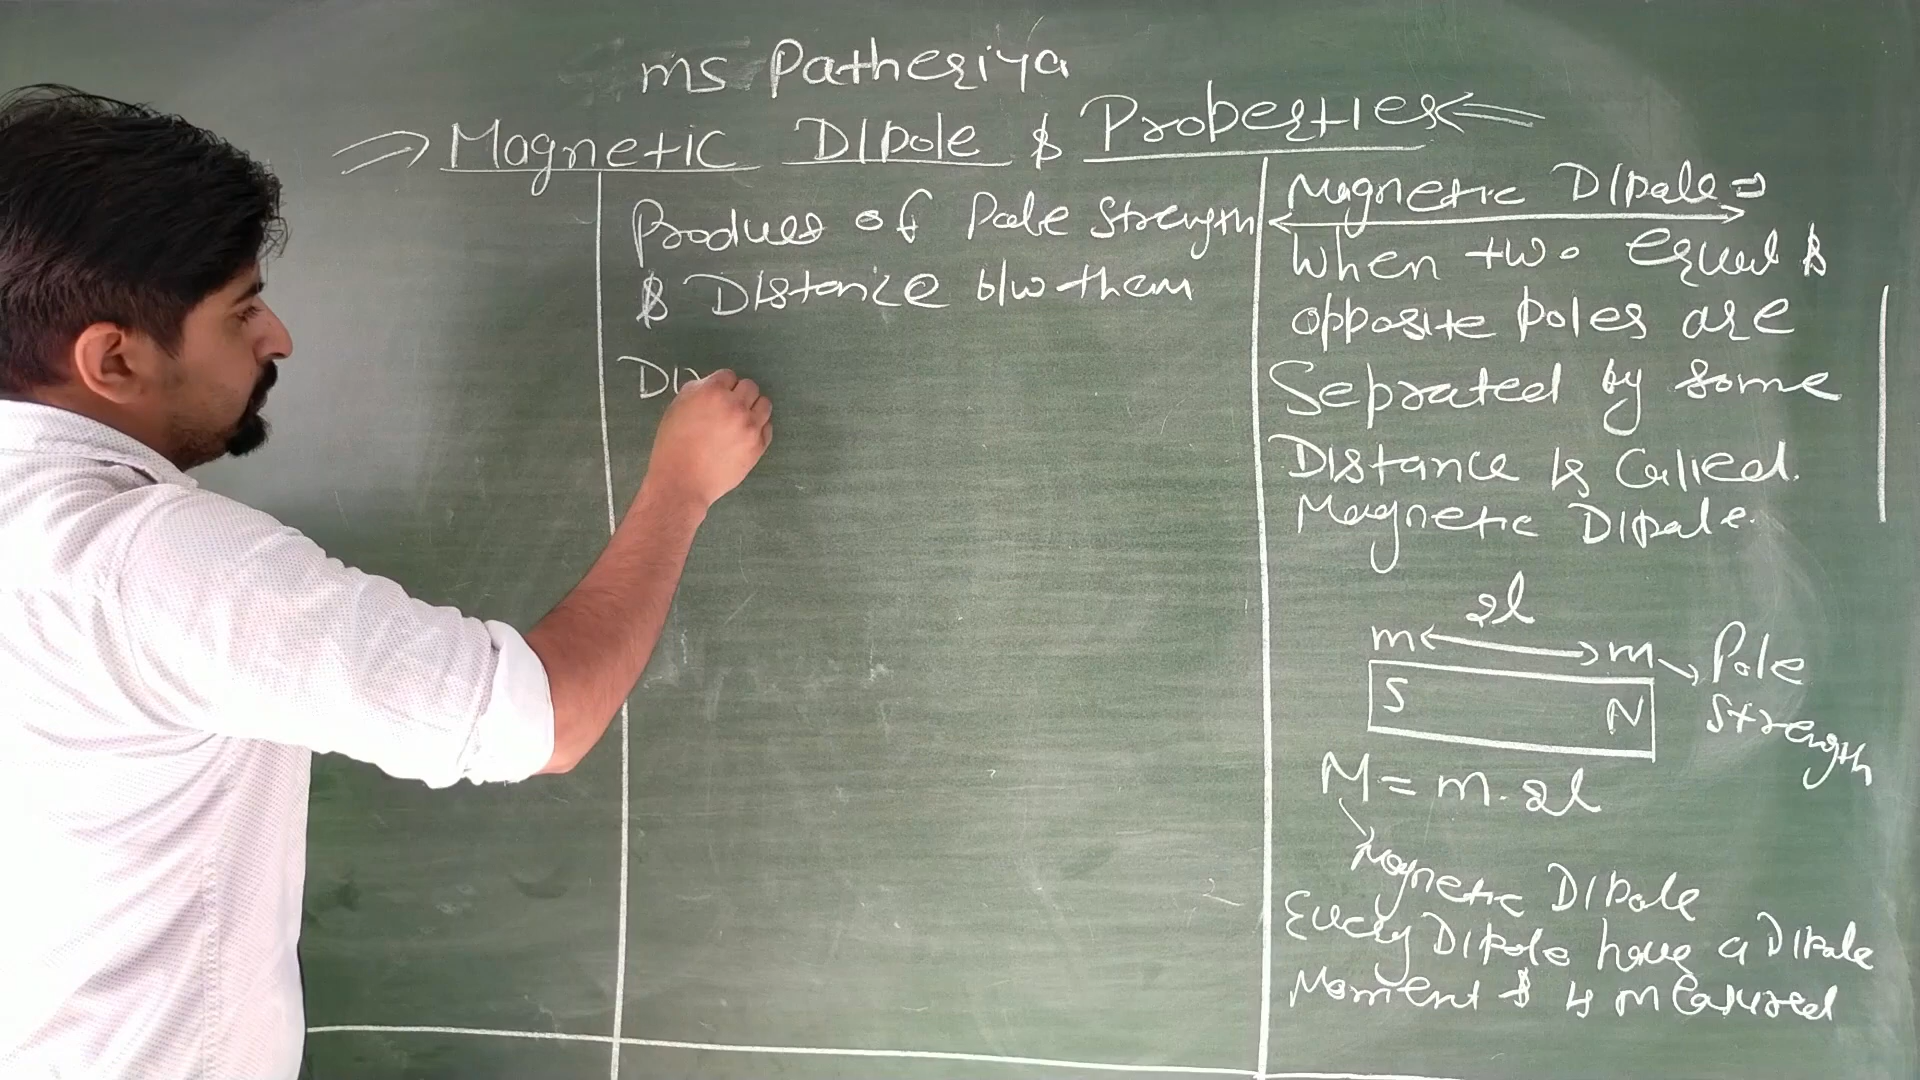 ms Patheriya
⇒ Magnetic Dipole & Properties ⇐
Magnetic Dipole ⇒
When two equal &
opposite poles are
Seprated by some
Distance is Called.
Magnetic Dipole.
2l
m ↔ m → Pole
Strength
S N
M = m. 2l
Magnetic Dipole
Every Dipole have a Dipole
Moment & is measured
Product of Pole Strength
& Distance b/w them
Di